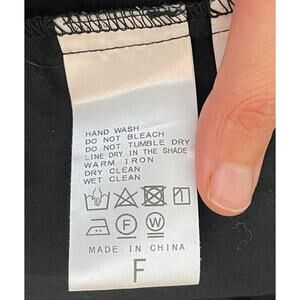 HAND WASH
DO NOT BLEACH
DO NOT TUMBLE DRY
LINE DRY IN THE SHADE
WARM IRON
DRY CLEAN
WET CLEAN
F W
MADE IN CHINA
F